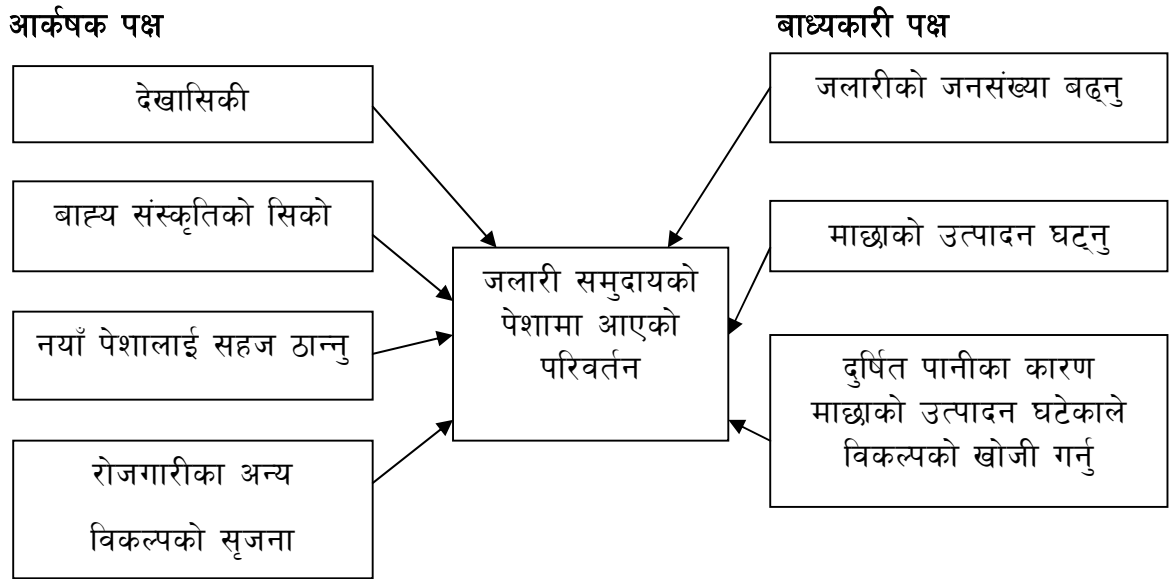 आर्कषक पक्ष
देखासिकी
बाह्य संस्कृतिको सिको
नयाँ पेशालाई सहज ठान्नु
रोजगारीका अन्य
विकल्पको सृजना
जलारी समुदायको
पेशामा आएको
परिवर्तन
बाध्यकारी पक्ष
जलारीको जनसंख्या बढ्नु
माछाको उत्पादन घट्नु
दुर्षित पानीका कारण
माछाको उत्पादन घटेकाले
विकल्पको खोजी गर्नु